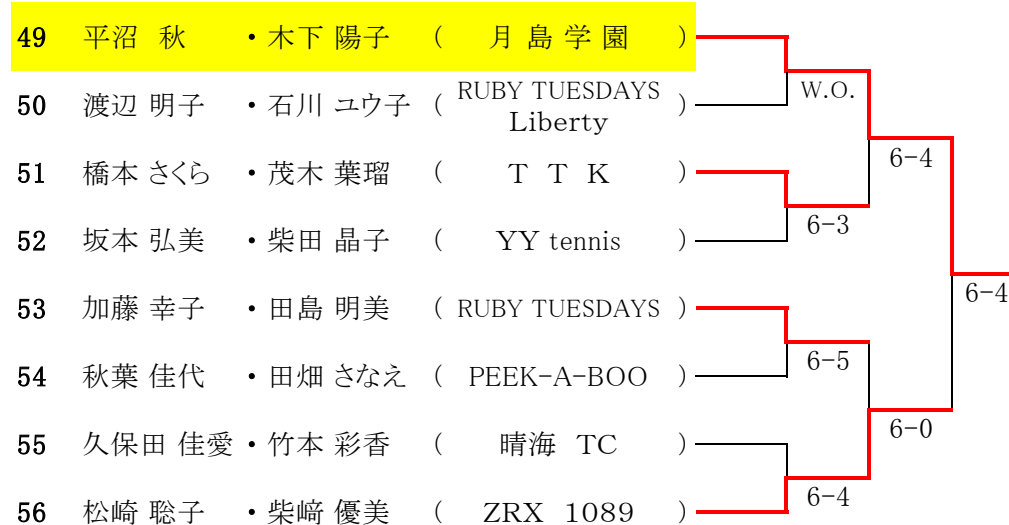 49 平沼 秋 ・木下 陽子 ( 月 島 学 園 )
W.O.
50 渡辺 明子 ・石川 ユウ子 ( RUBY TUESDAYS Liberty )
6-4
51 橋本 さくら ・茂木 葉瑠 ( T T K )
6-3
52 坂本 弘美 ・柴田 晶子 ( YY tennis )
6-4
53 加藤 幸子 ・田島 明美 ( RUBY TUESDAYS )
6-5
54 秋葉 佳代 ・田畑 さなえ ( PEEK-A-BOO )
6-0
55 久保田 佳愛・竹本 彩香 ( 晴海 TC )
6-4
56 松崎 聡子 ・柴﨑 優美 ( ZRX 1089 )